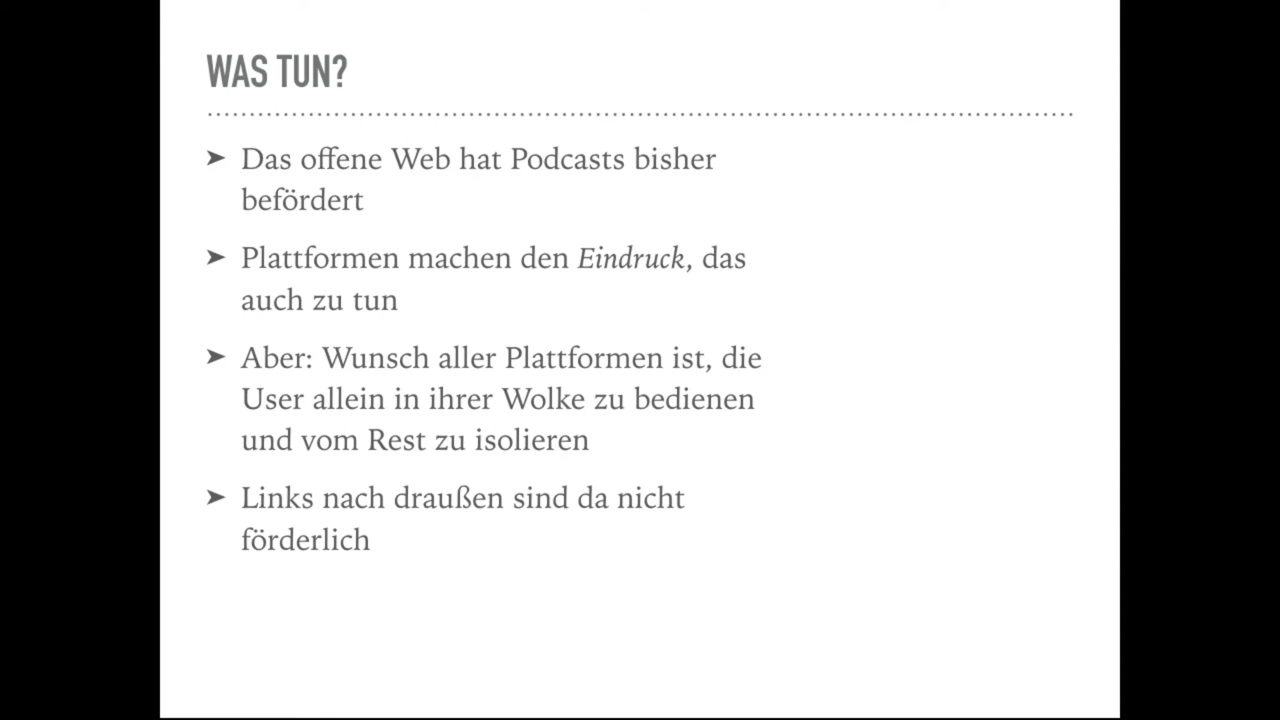 WAS TUN?
➤ Das offene Web hat Podcasts bisher
befördert
➤ Plattformen machen den Eindruck, das
auch zu tun
➤ Aber: Wunsch aller Plattformen ist, die
User allein in ihrer Wolke zu bedienen
und vom Rest zu isolieren
➤ Links nach draußen sind da nicht
förderlich